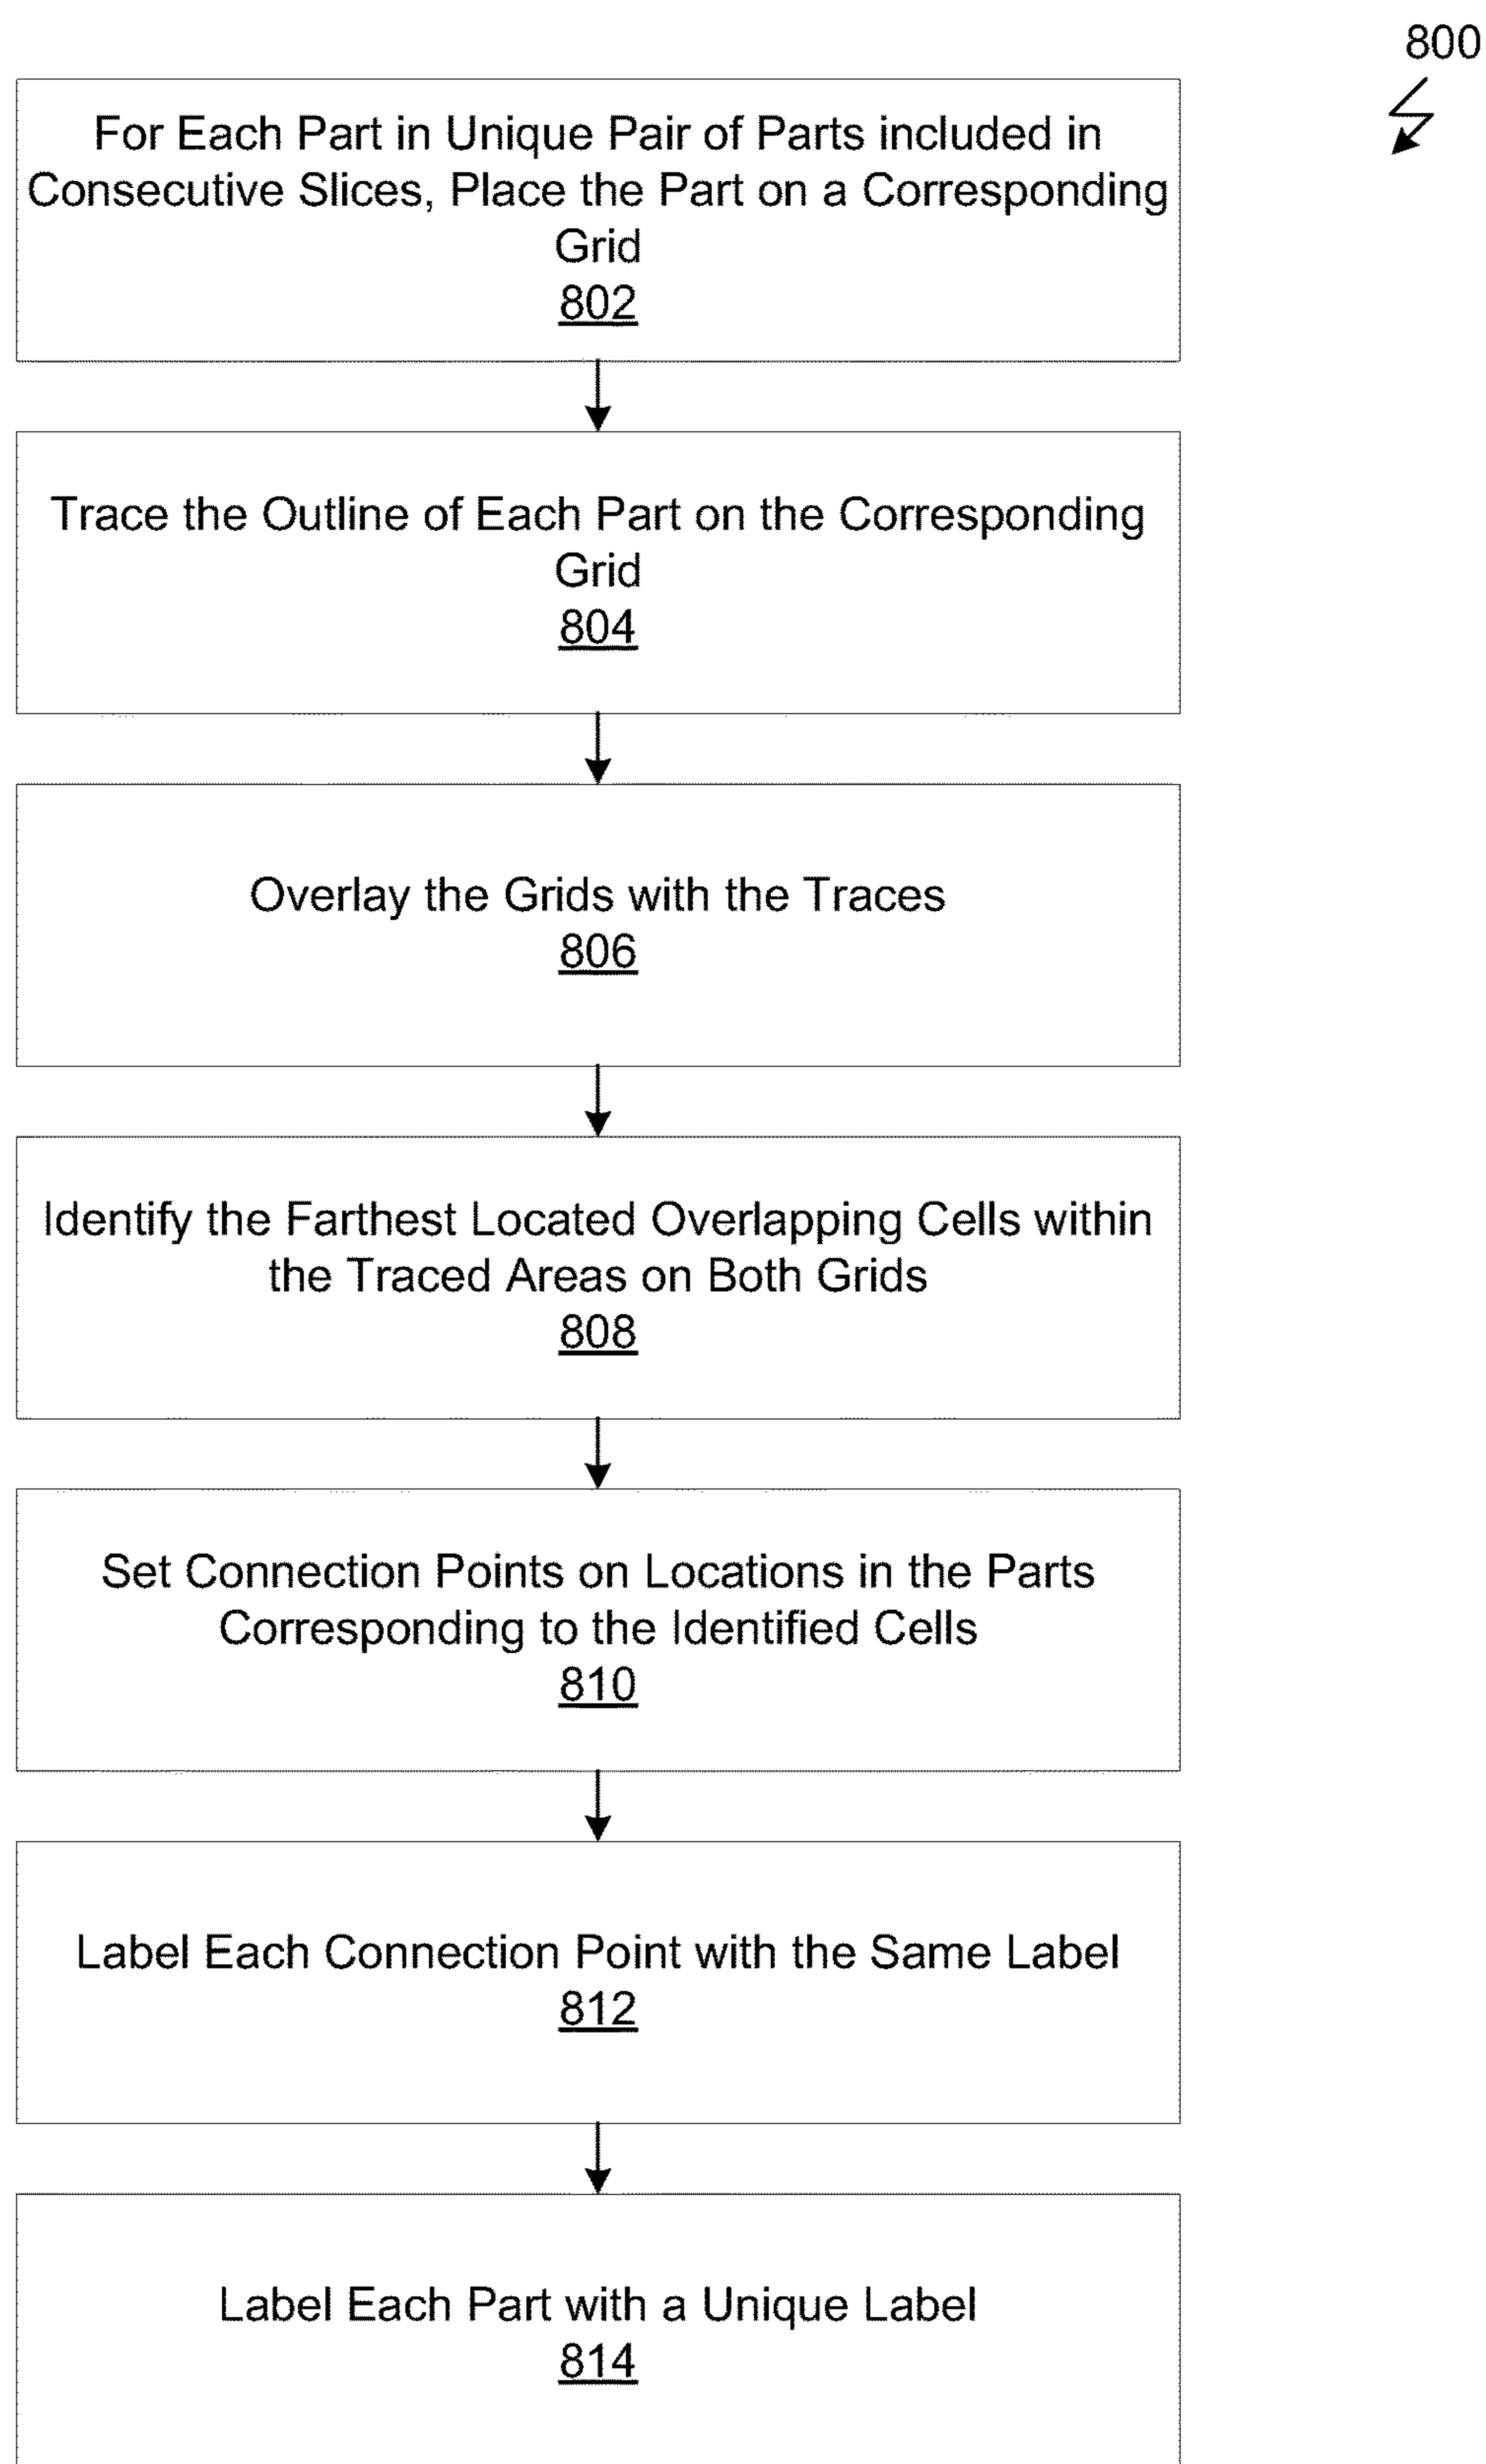 800
For Each Part in Unique Pair of Parts included in
Consecutive Slices, Place the Part on a Corresponding
Grid
802
Trace the Outline of Each Part on the Corresponding
Grid
804
Overlay the Grids with the Traces
806
Identify the Farthest Located Overlapping Cells within
the Traced Areas on Both Grids
808
Set Connection Points on Locations in the Parts
Corresponding to the Identified Cells
810
Label Each Connection Point with the Same Label
812
Label Each Part with a Unique Label
814